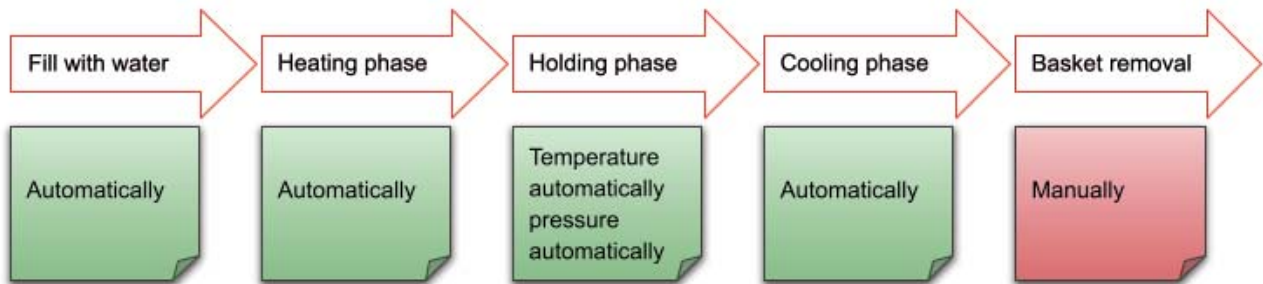 Fill with water
Heating phase
Holding phase
Cooling phase
Basket removal
Automatically
Automatically
Temperature
automatically
pressure
automatically
Automatically
Manually